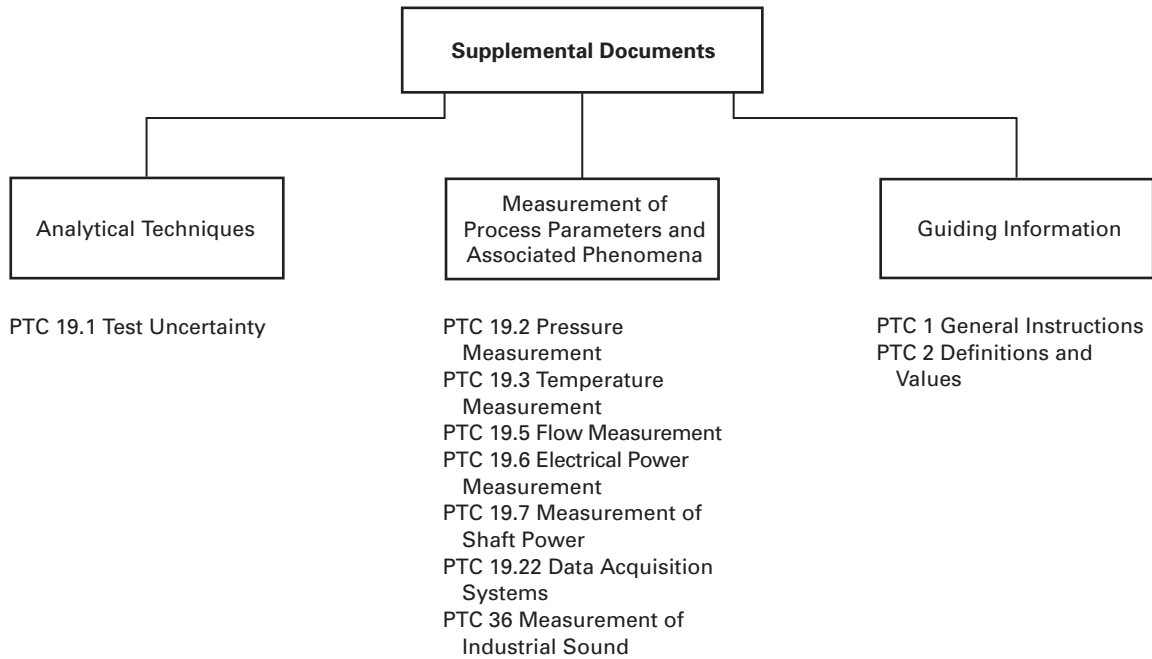 Supplemental Documents
Analytical Techniques
Measurement of
Process Parameters and
Associated Phenomena
Guiding Information
PTC 19.1 Test Uncertainty
PTC 19.2 Pressure
Measurement
PTC 19.3 Temperature
Measurement
PTC 19.5 Flow Measurement
PTC 19.6 Electrical Power
Measurement
PTC 19.7 Measurement of
Shaft Power
PTC 19.22 Data Acquisition
Systems
PTC 36 Measurement of
Industrial Sound
PTC 1 General Instructions
PTC 2 Definitions and
Values